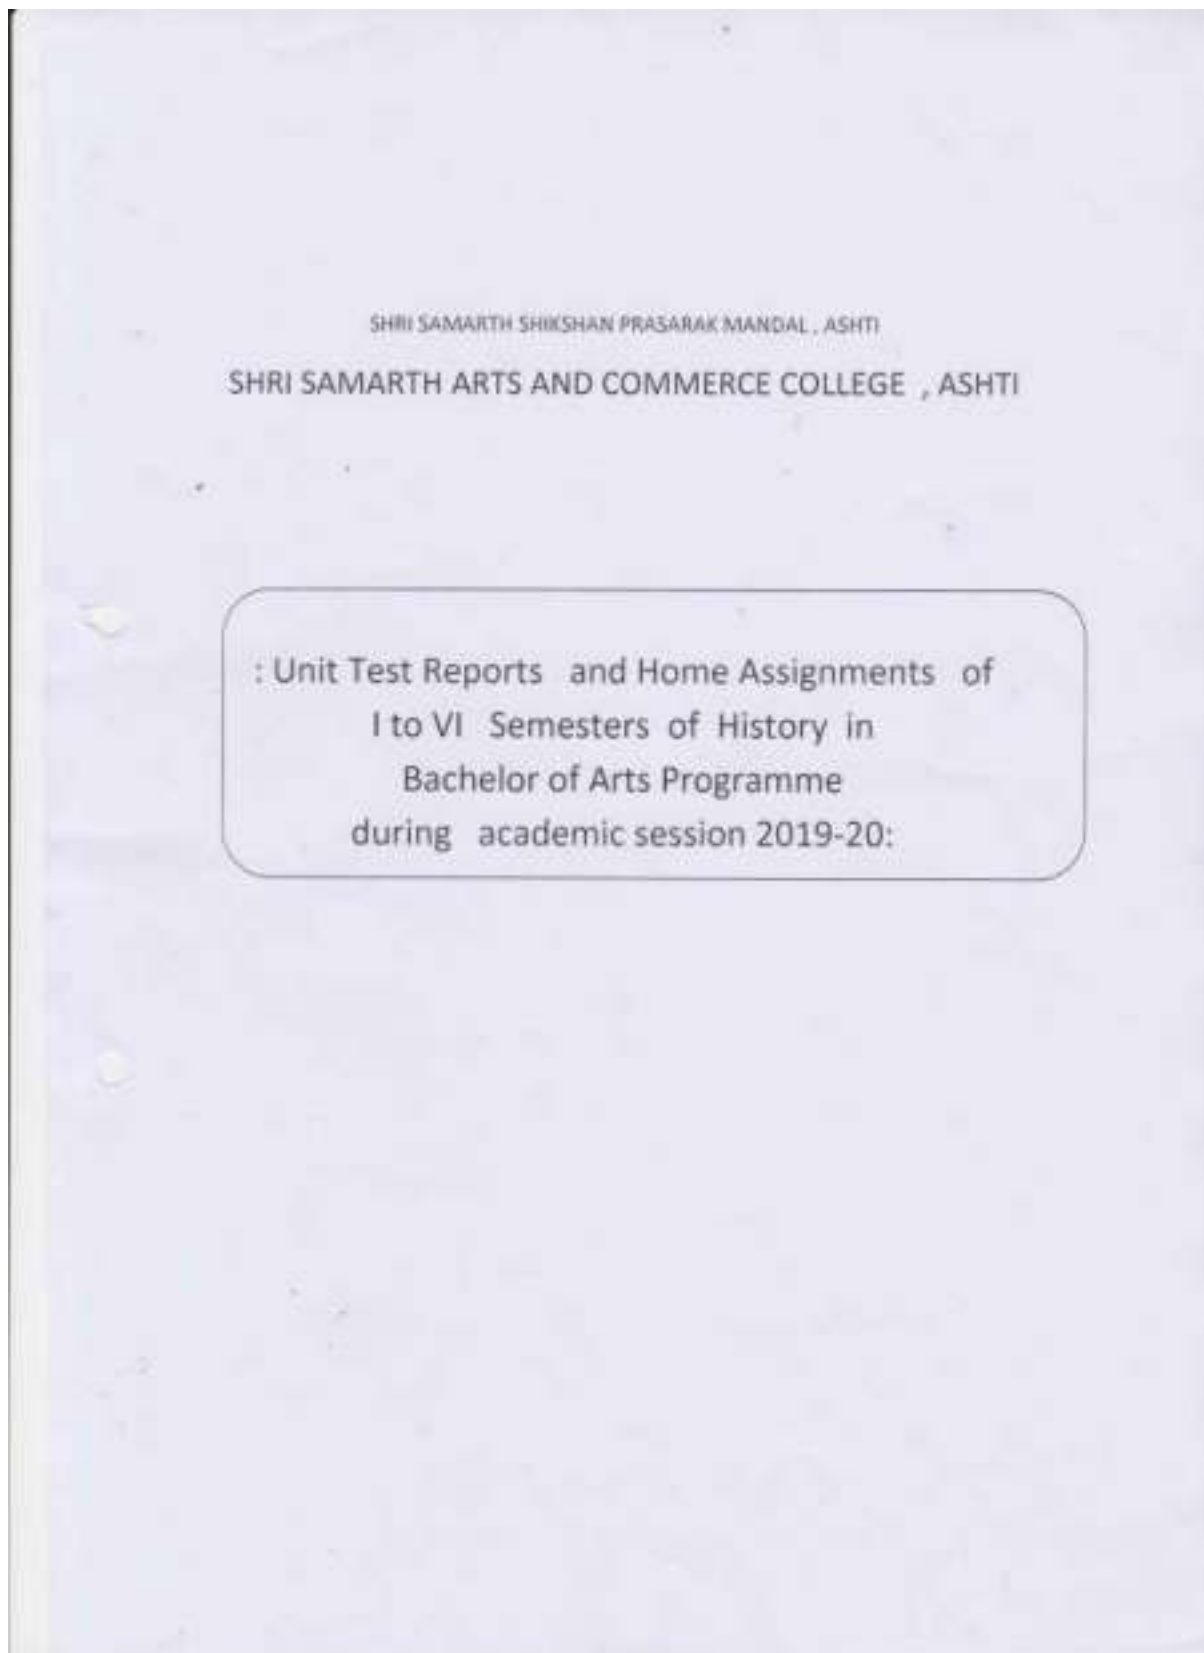 SHRI SAMARTH SHIKSHAN PRASARAK MANDAL , ASHTI
SHRI SAMARTH ARTS AND COMMERCE COLLEGE , ASHTI
: Unit Test Reports and Home Assignments of
I to VI Semesters of History in
Bachelor of Arts Programme
during academic session 2019-20: